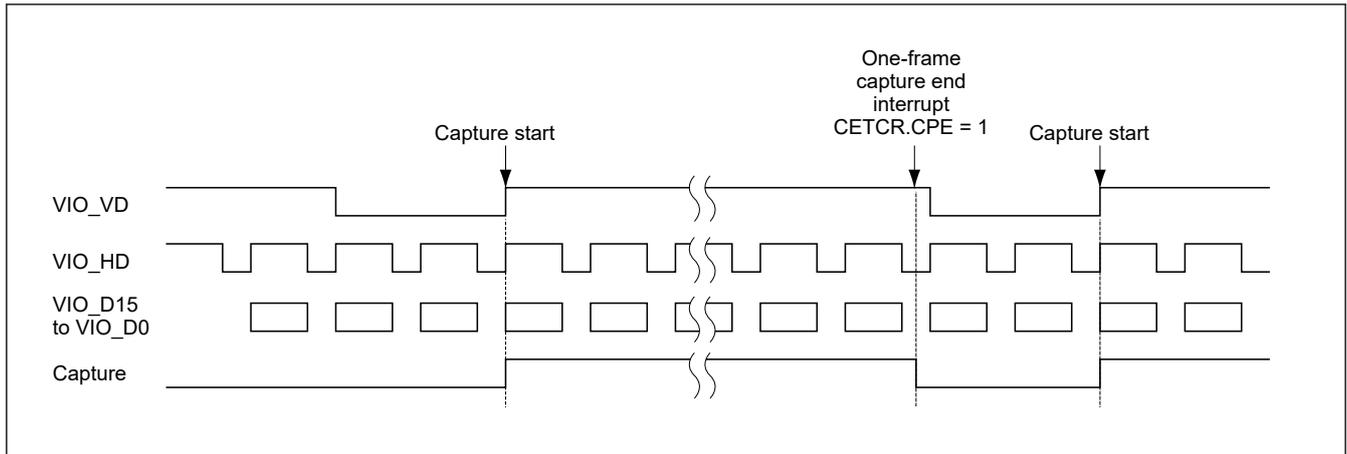 One-frame
capture end
interrupt
CETCR.CPE = 1
Capture start
Capture start
VIO_VD
VIO_HD
VIO_D15
to VIO_D0
Capture